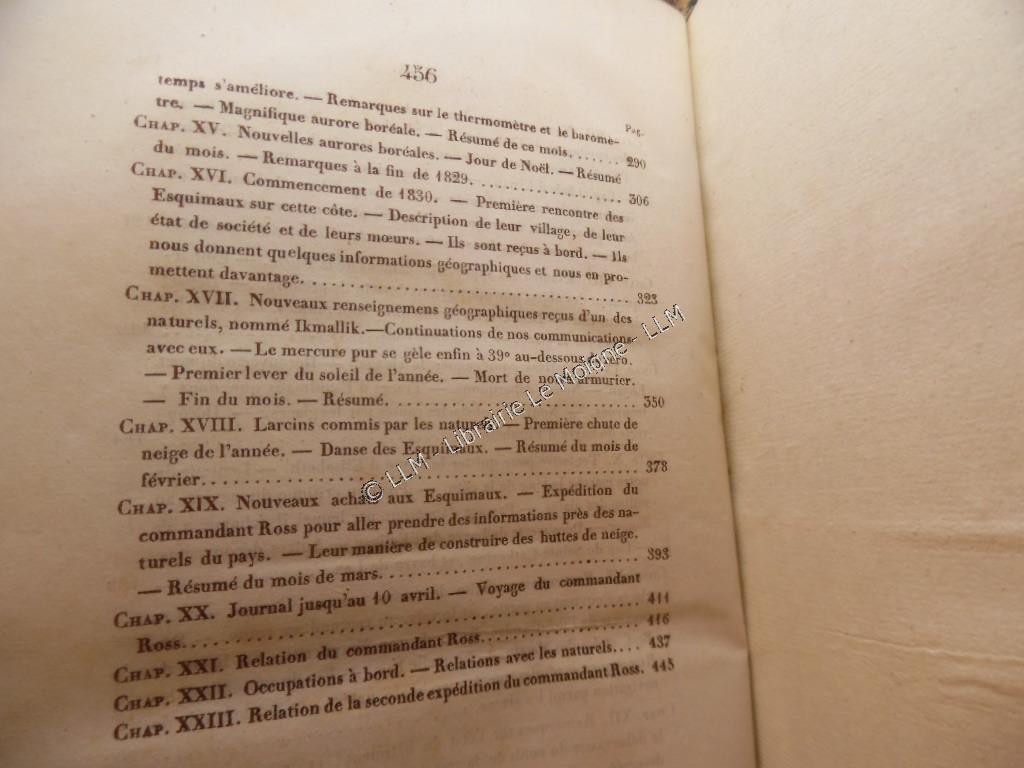 456
Pag.
temps s'améliore. — Remarques sur le thermomètre et le barome-
tre. — Magnifique aurore boréale. — Résumé de ce mois....... 290
CHAP. XV. Nouvelles aurores boréales. — Jour de Noël. — Résumé
du mois. — Remarques à la fin de 1829.................... 306
CHAP. XVI. Commencement de 1830. — Première rencontre des
Esquimaux sur cette côte. — Description de leur village, de leur
état de société et de leurs mœurs. — Ils sont reçus à bord. — Ils
nous donnent quelques informations géographiques et nous en pro-
mettent davantage.................................... 323
CHAP. XVII. Nouveaux renseignemens géographiques reçus d'un des
naturels, nommé Ikmallik.—Continuations de nos communications
avec eux. — Le mercure pur se gèle enfin à 39° au-dessous de zéro.
— Premier lever du soleil de l'année. — Mort de notre armurier.
— Fin du mois. — Résumé. ............................ 350
CHAP. XVIII. Larcins commis par les naturels. — Première chute de
neige de l'année. — Danse des Esquimaux. — Résumé du mois de
février............................................... 378
CHAP. XIX. Nouveaux achats aux Esquimaux. — Expédition du
commandant Ross pour aller prendre des informations près des na-
turels du pays. — Leur manière de construire des huttes de neige.
— Résumé du mois de mars............................. 393
CHAP. XX. Journal jusqu'au 10 avril. — Voyage du commandant
Ross................................................. 411
CHAP. XXI. Relation du commandant Ross.................. 416
CHAP. XXII. Occupations à bord. — Relations avec les naturels.... 437
CHAP. XXIII. Relation de la seconde expédition du commandant Ross. 445
© LLM - Librairie Le Moigne - LLM